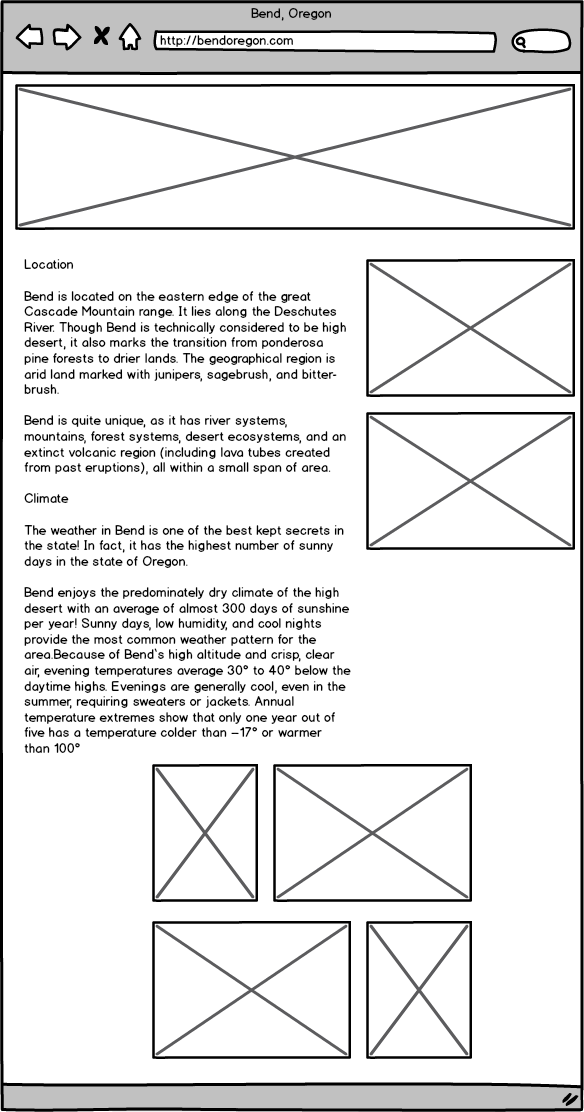 Bend, Oregon
http://bendoregon.com
Location
Bend is located on the eastern edge of the great
Cascade Mountain range. It lies along the Deschutes
River. Though Bend is technically considered to be high
desert, it also marks the transition from ponderosa
pine forests to drier lands. The geographical region is
arid land marked with junipers, sagebrush, and bitter-
brush.
Bend is quite unique, as it has river systems,
mountains, forest systems, desert ecosystems, and an
extinct volcanic region (including lava tubes created
from past eruptions), all within a small span of area.
Climate
The weather in Bend is one of the best kept secrets in
the state! In fact, it has the highest number of sunny
days in the state of Oregon.
Bend enjoys the predominately dry climate of the high
desert with an average of almost 300 days of sunshine
per year! Sunny days, low humidity, and cool nights
provide the most common weather pattern for the
area.Because of Bend`s high altitude and crisp, clear
air, evening temperatures average 30° to 40° below the
daytime highs. Evenings are generally cool, even in the
summer, requiring sweaters or jackets. Annual
temperature extremes show that only one year out of
five has a temperature colder than –17° or warmer
than 100°